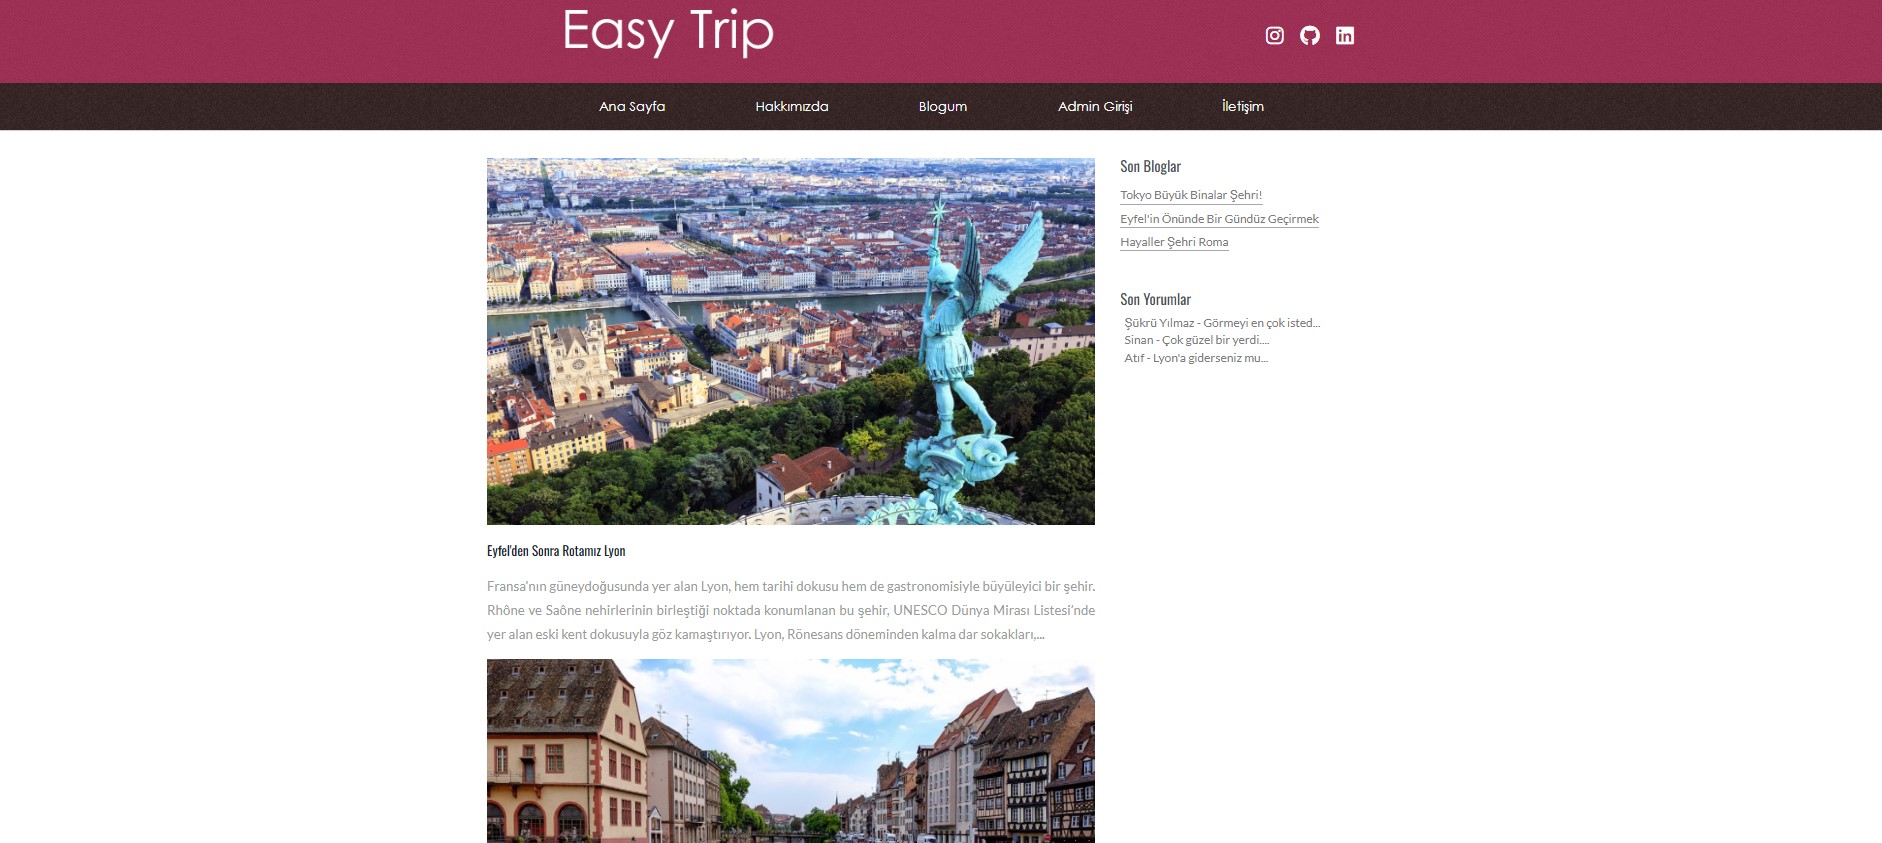 Easy Trip
Ana Sayfa
Hakkımızda
Blogum
Admin Girişi
İletişim
Eyfel'den Sonra Rotamız Lyon
Fransa'nın güneydoğusunda yer alan Lyon, hem tarihi dokusu hem de gastronomisiyle büyüleyici bir şehir.
Rhône ve Saône nehirlerinin birleştiği noktada konumlanan bu şehir, UNESCO Dünya Mirası Listesi'nde
yer alan eski kent dokusuyla göz kamaştırıyor. Lyon, Rönesans döneminden kalma dar sokakları,...
Son Bloglar
Tokyo Büyük Binalar Şehri!
Eyfel'in Önünde Bir Gündüz Geçirmek
Hayaller Şehri Roma
Son Yorumlar
Şükrü Yılmaz - Görmeyi en çok isted...
Sinan - Çok güzel bir yerdi....
Atıf - Lyon'a giderseniz mu...